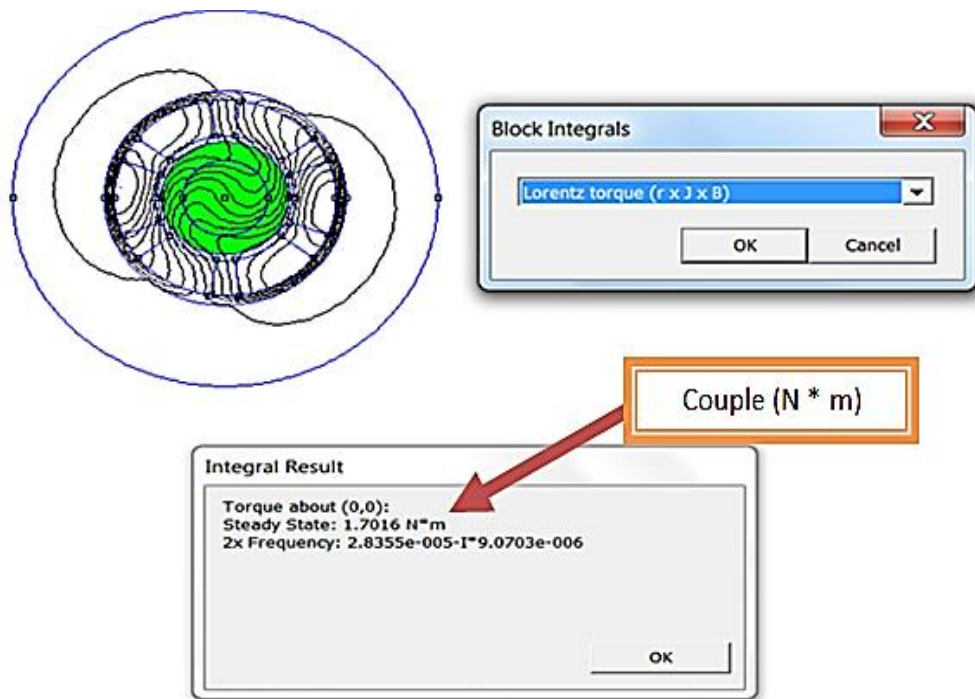 Block Integrals
Lorentz torque (r x J x B)
OK
Cancel
Couple (N * m)
Integral Result
Torque about (0,0):
Steady State: 1.7016 N*m
2x Frequency: 2.8355e-005-I*9.0703e-006
OK